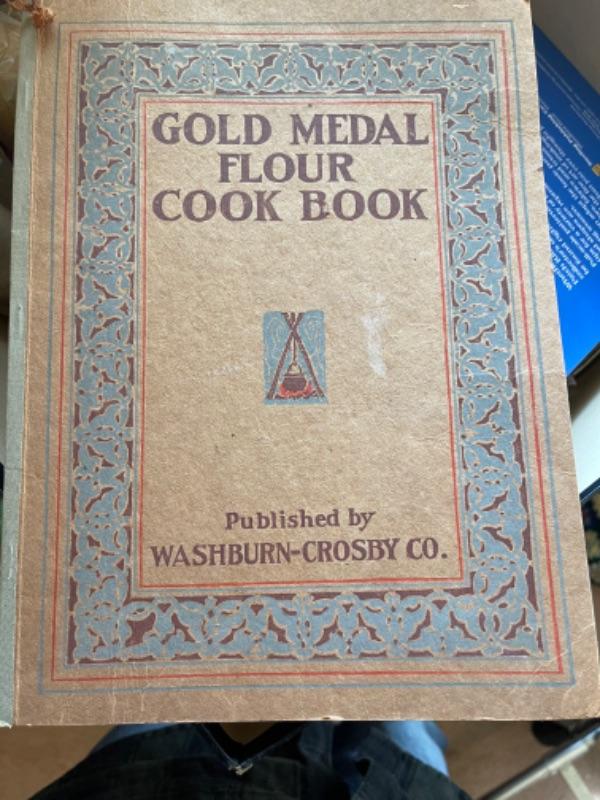 GOLD MEDAL
FLOUR
COOK BOOK
Published by
WASHBURN-CROSBY CO.